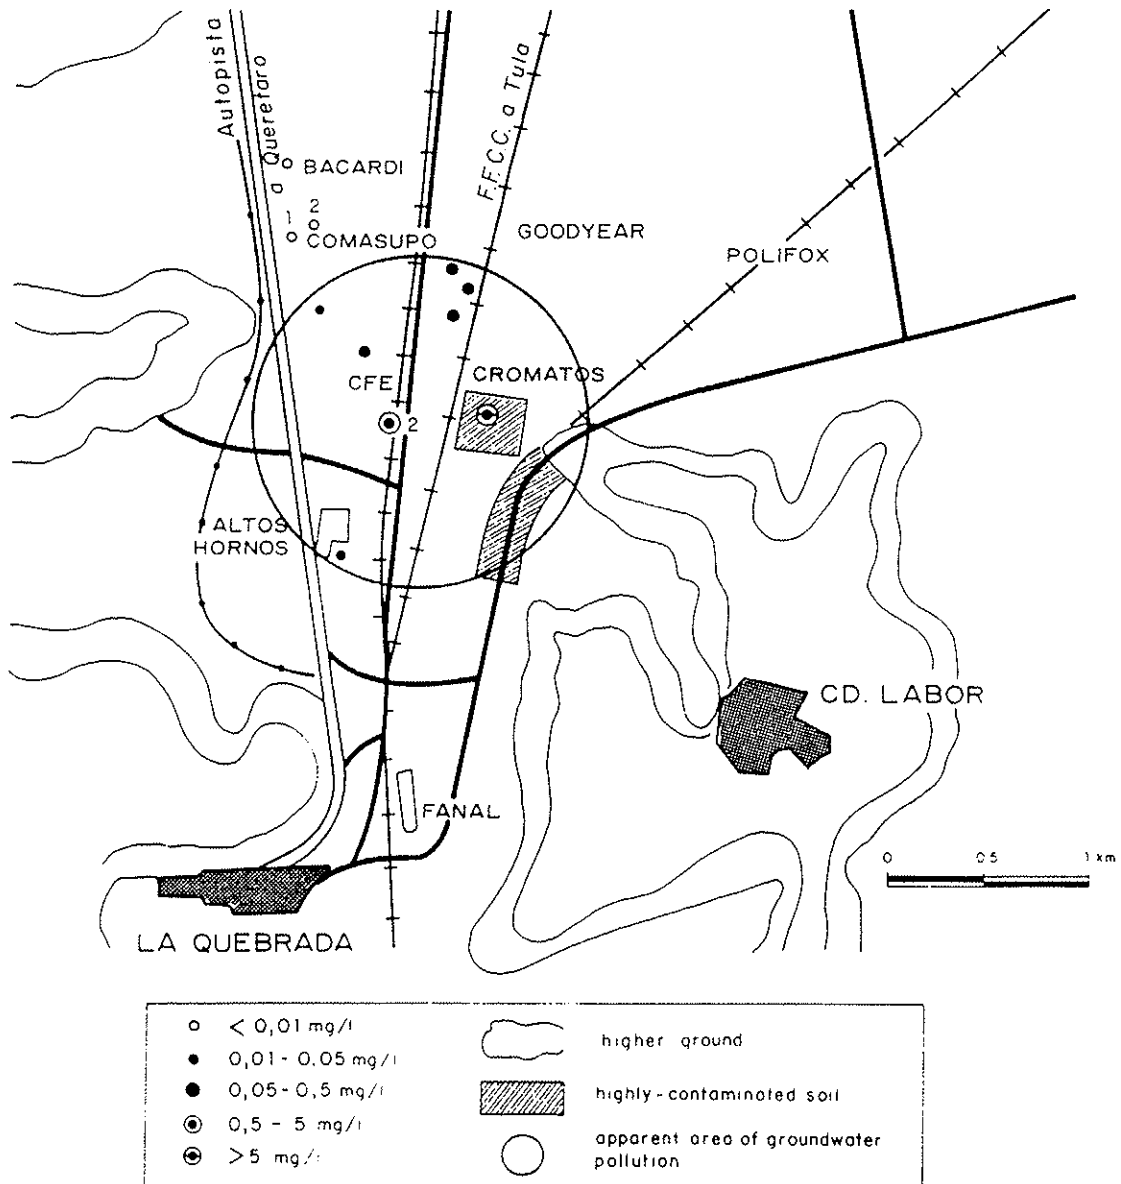 Autopista
a Queretaro
F.F.C.C. a Tula
BACARDI
1 2
COMASUPO
GOODYEAR
POLIFOX
CFE
2
CROMATOS
ALTOS
HORNOS
CD. LABOR
FANAL
LA QUEBRADA
0 0.5 1 km
< 0,01 mg/l
0,01 - 0.05 mg/l
0,05 - 0,5 mg/l
0,5 - 5 mg/l
>5 mg/l
higher ground
highly-contaminated soil
apparent area of groundwater
pollution